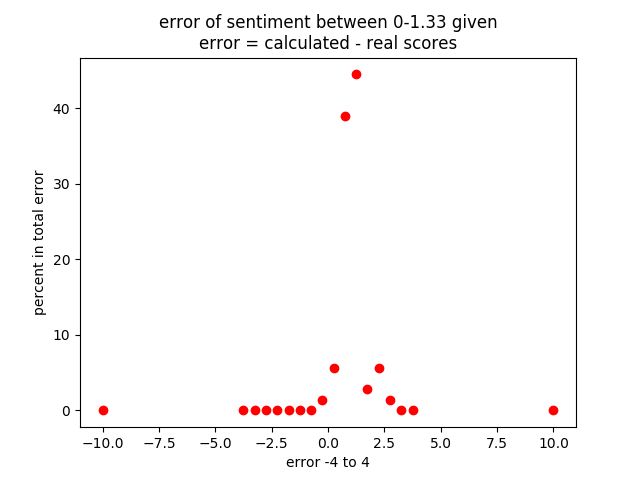 error of sentiment between 0-1.33 given
error = calculated - real scores
percent in total error
40
30
20
10
0
−10.0 −7.5 −5.0 −2.5 0.0 2.5 5.0 7.5 10.0
error -4 to 4